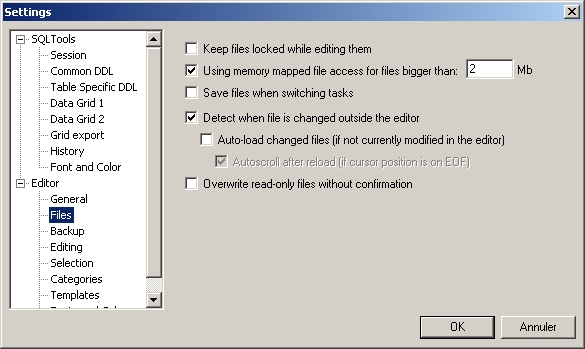 Settings
SQLTools
Session
Common DDL
Table Specific DDL
Data Grid 1
Data Grid 2
Grid export
History
Font and Color
Editor
General
Files
Backup
Editing
Selection
Categories
Templates
Keep files locked while editing them
Using memory mapped file access for files bigger than: 2 Mb
Save files when switching tasks
Detect when file is changed outside the editor
Auto-load changed files (if not currently modified in the editor)
Autoscroll after reload (if cursor position is on EOF)
Overwrite read-only files without confirmation
OK
Annuler